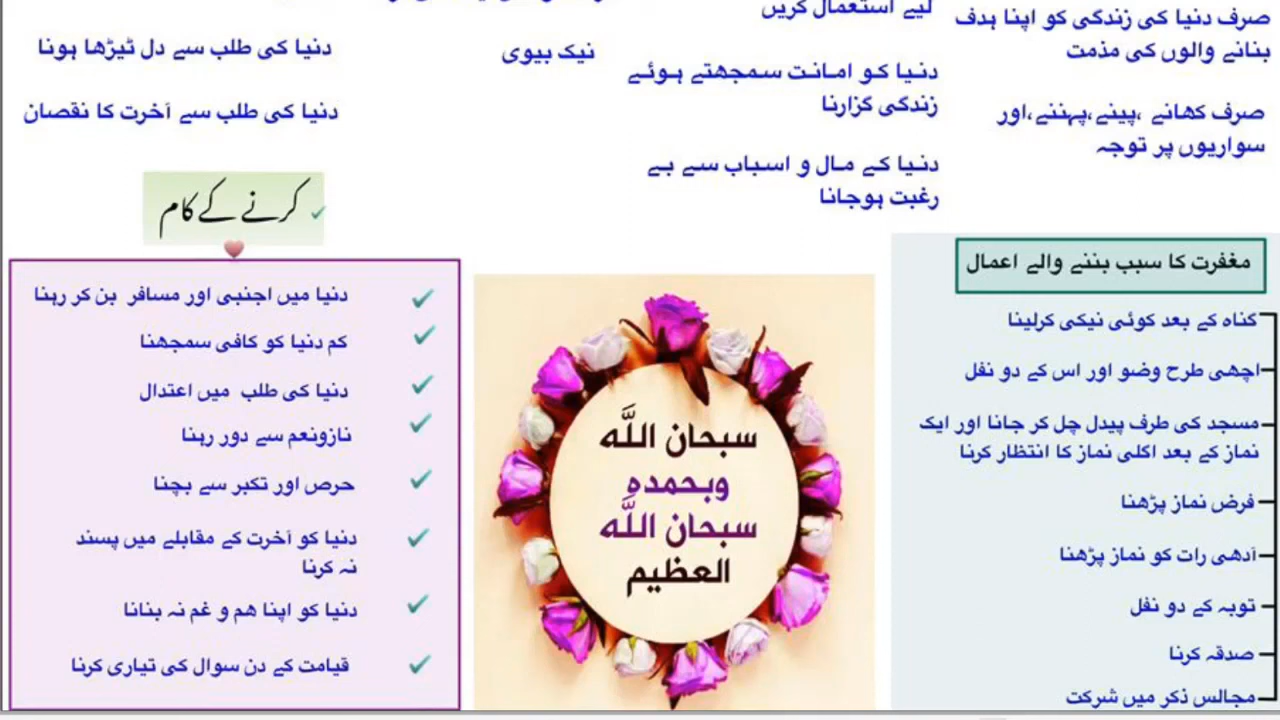 لیے استعمال کریں
صرف دنیا کی زندگی کو اپنا ہدف
بنانے والوں کی مذمت
صرف کھانے ،پینے،پہننے،اور
سواریوں پر توجہ
دنیا کو امانت سمجھتے ہوئے
زندگی گزارنا
دنیا کے مال و اسباب سے بے
رغبت ہوجانا
نیک بیوی
دنیا کی طلب سے دل ٹیڑھا ہونا
دنیا کی طلب سے آخرت کا نقصان
مغفرت کا سبب بننے والے اعمال
گناہ کے بعد کوئی نیکی کرلینا
اچھی طرح وضو اور اس کے دو نفل
مسجد کی طرف پیدل چل کر جانا اور ایک
نماز کے بعد اگلی نماز کا انتظار کرنا
فرض نماز پڑھنا
آدھی رات کو نماز پڑھنا
توبہ کے دو نفل
صدقہ کرنا
مجالس ذکر میں شرکت
سبحان اللَّه
وبحمده
سبحان اللَّه
العظيم
✓ کرنے کے کام
✓ دنیا میں اجنبی اور مسافر بن کر رہنا
✓ کم دنیا کو کافی سمجھنا
✓ دنیا کی طلب میں اعتدال
✓ نازونعم سے دور رہنا
✓ حرص اور تکبر سے بچنا
✓ دنیا کو آخرت کے مقابلے میں پسند
نہ کرنا
✓ دنیا کو اپنا ھم و غم نہ بنانا
✓ قیامت کے دن سوال کی تیاری کرنا